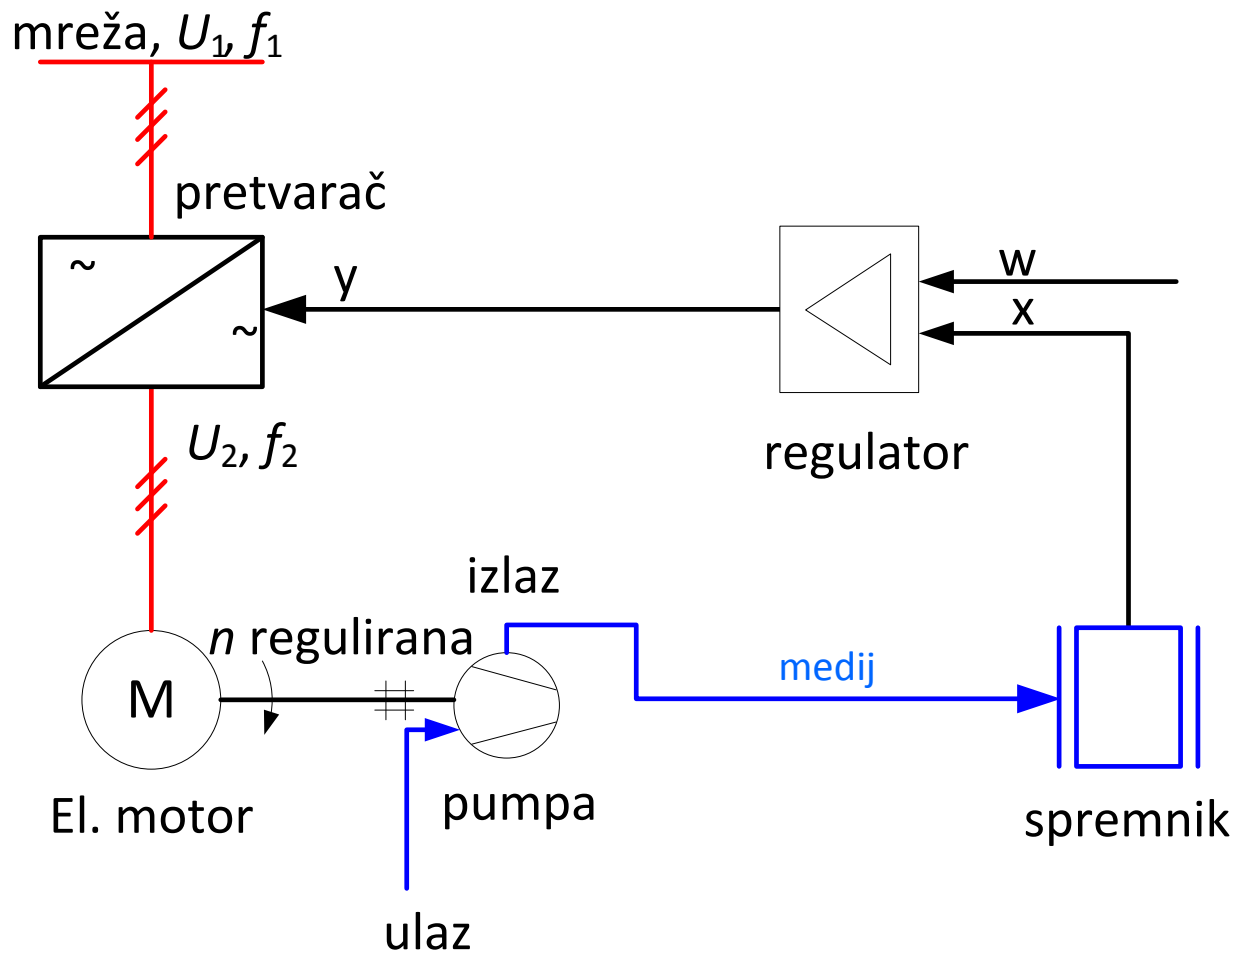 mreža, U₁, f₁
pretvarač
~
~
y
w
x
regulator
U₂, f₂
izlaz
n regulirana
medij
M
El. motor
pumpa
spremnik
ulaz